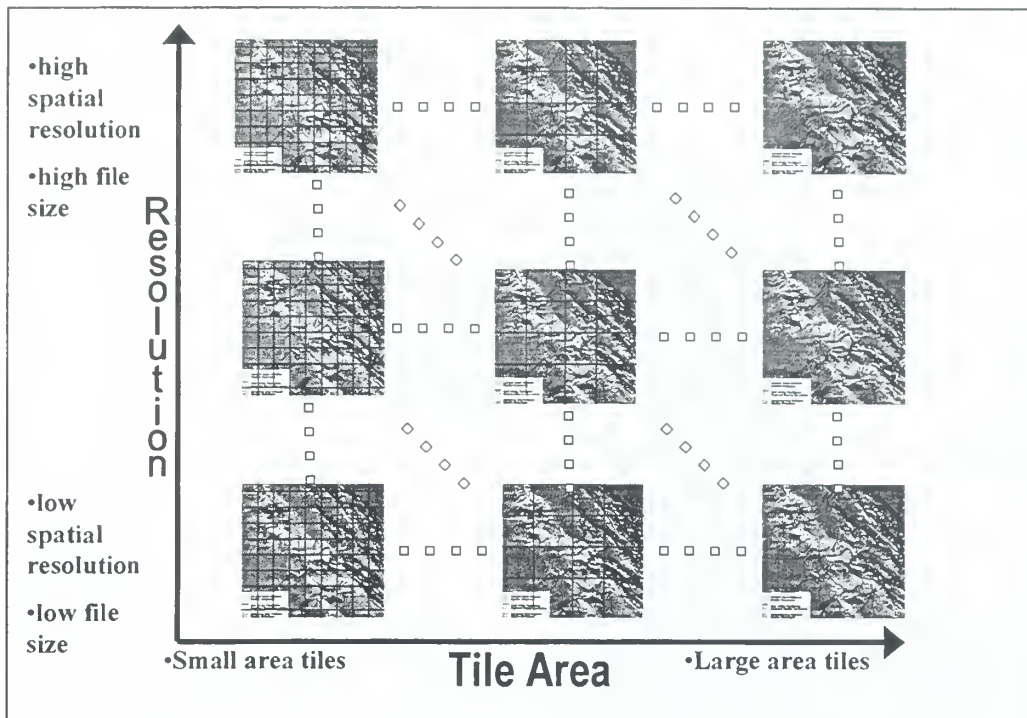 •high
spatial
resolution
•high file
size
Resolution
•low
spatial
resolution
•low file
size
•Small area tiles
Tile Area
•Large area tiles